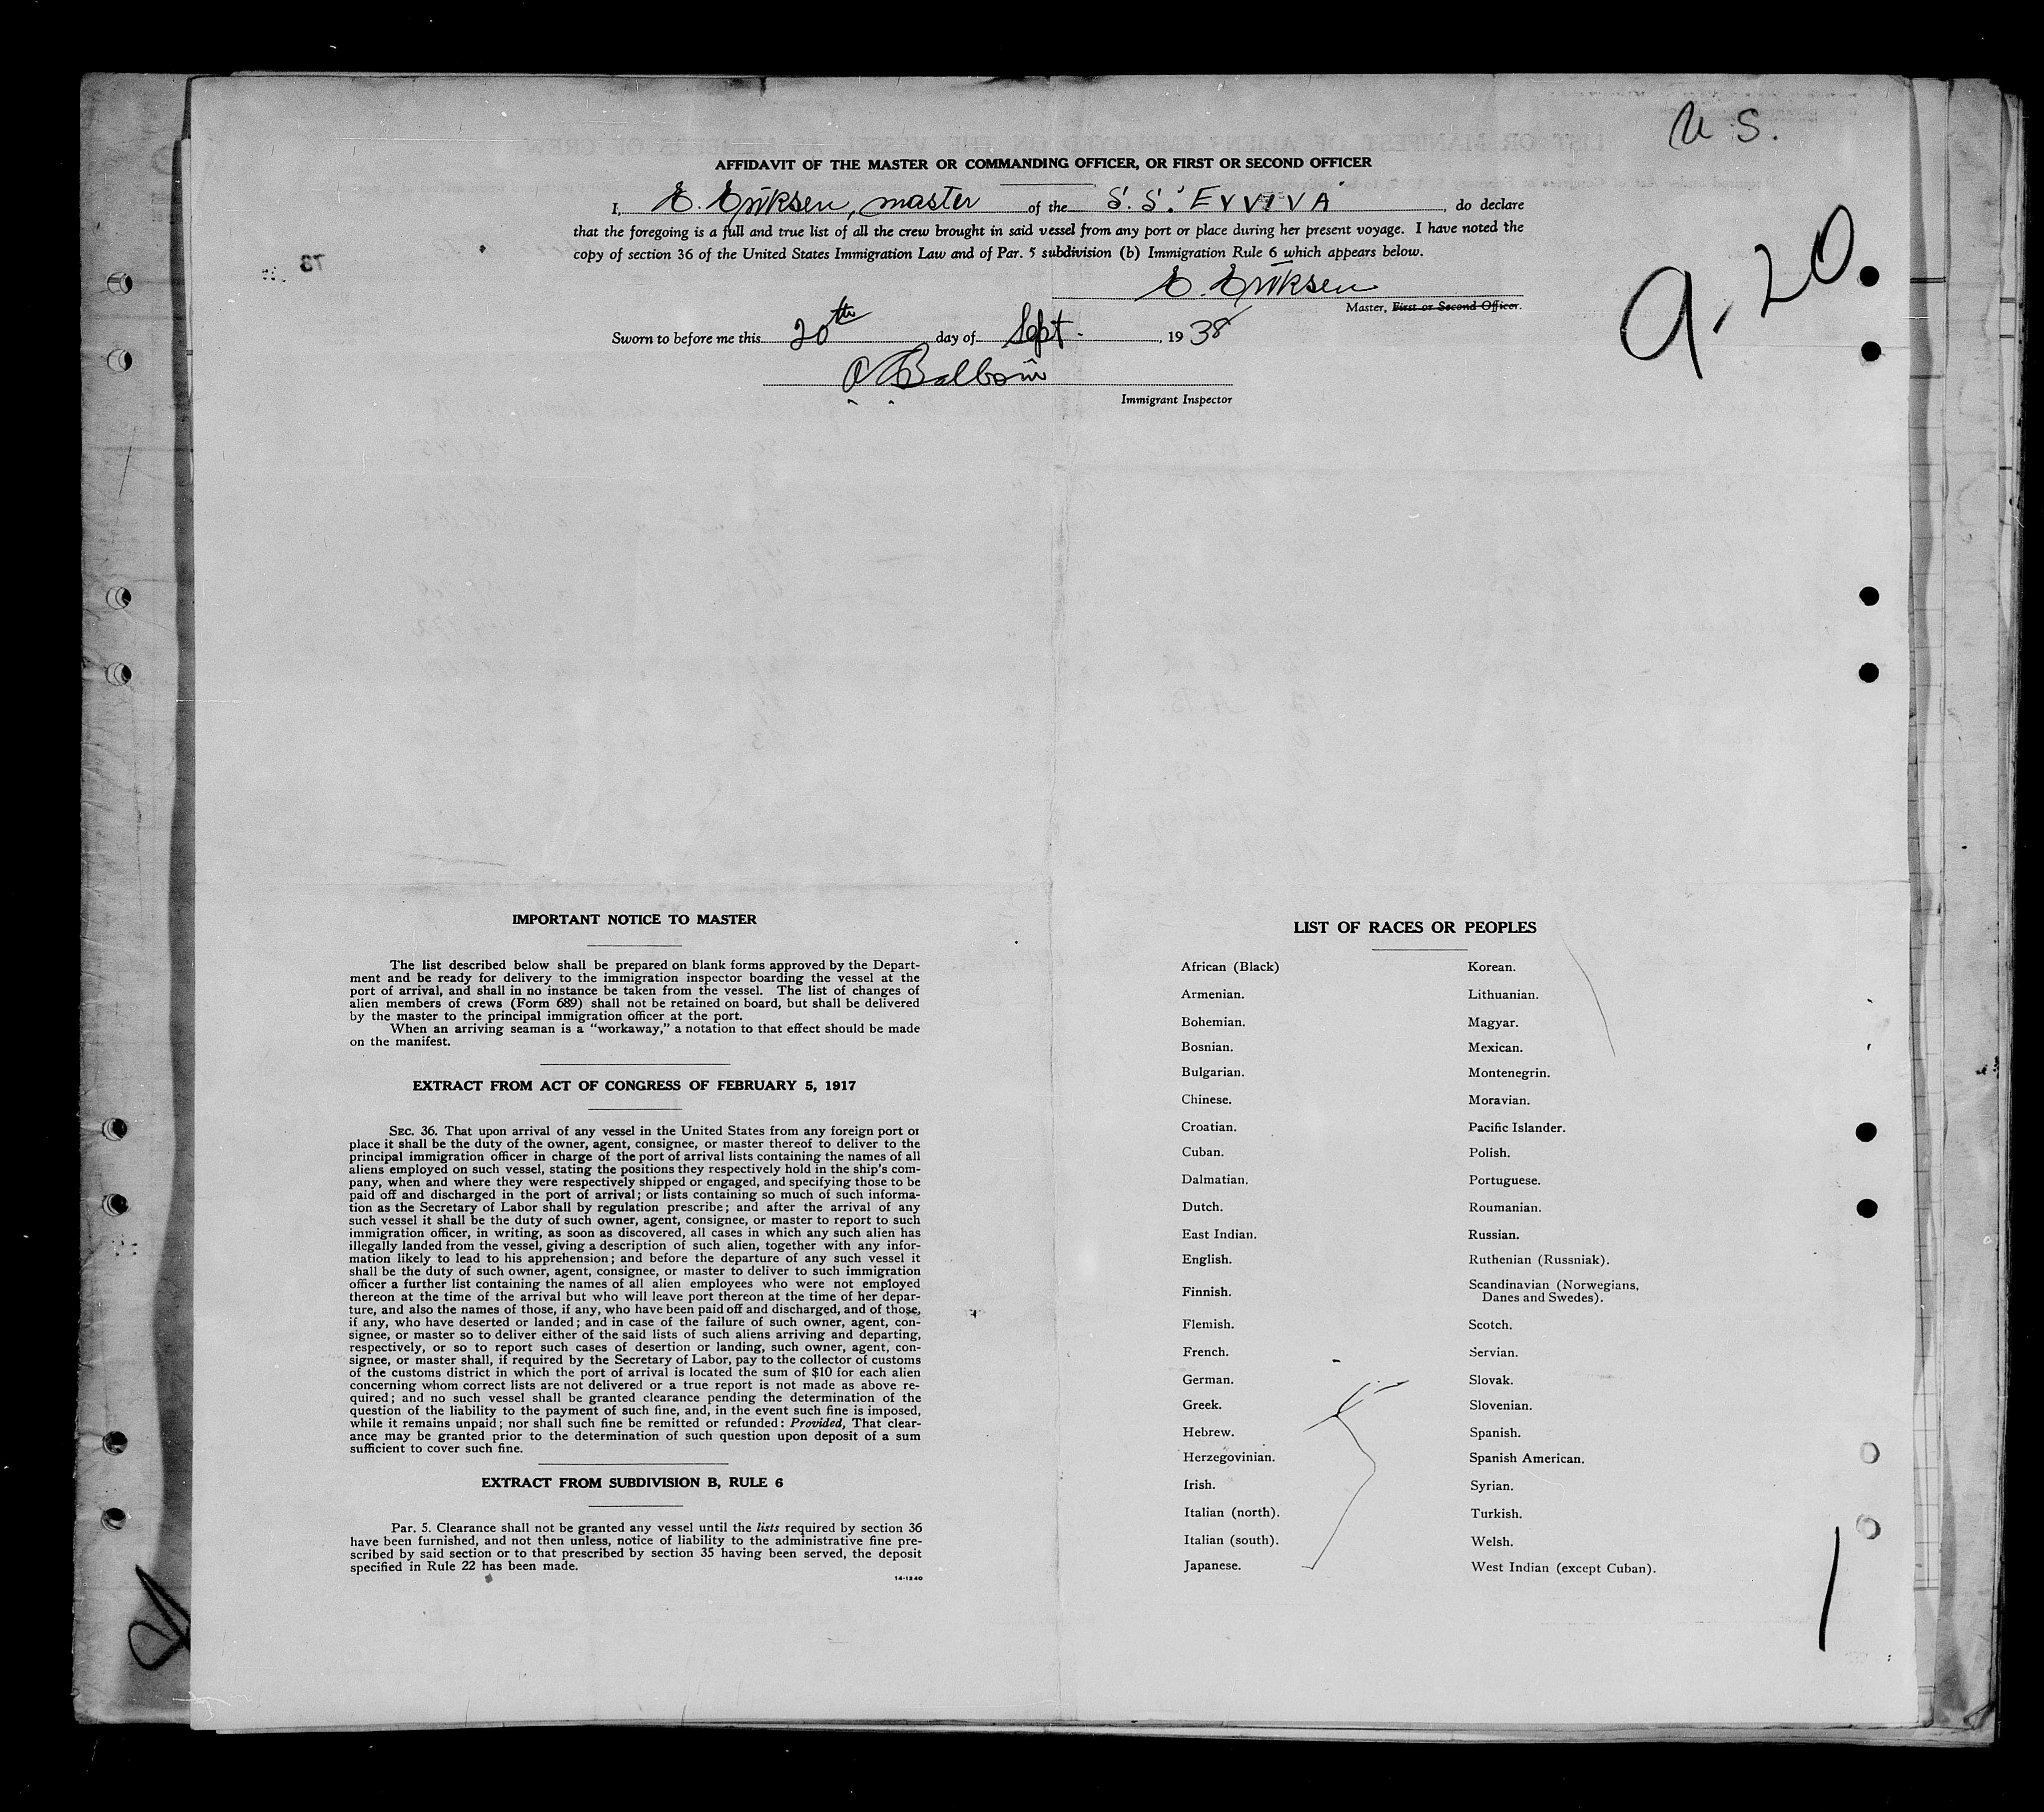 U.S.
AFFIDAVIT OF THE MASTER OR COMMANDING OFFICER, OR FIRST OR SECOND OFFICER
I, E. Eriksen, master of the S.S. "EVVIVA", do declare
that the foregoing is a full and true list of all the crew brought in said vessel from any port or place during her present voyage. I have noted the
copy of section 36 of the United States Immigration Law and of Par. 5 subdivision (b) Immigration Rule 6 which appears below.
9.20
E. Eriksen
Master, First or Second Officer.
Sworn to before me this 20th day of Sept. , 1938
Immigrant Inspector
IMPORTANT NOTICE TO MASTER
The list described below shall be prepared on blank forms approved by the Depart-
ment and be ready for delivery to the immigration inspector boarding the vessel at the
port of arrival, and shall in no instance be taken from the vessel. The list of changes of
alien members of crews (Form 689) shall not be retained on board, but shall be delivered
by the master to the principal immigration officer at the port.
When an arriving seaman is a "workaway," a notation to that effect should be made
on the manifest.
EXTRACT FROM ACT OF CONGRESS OF FEBRUARY 5, 1917
SEC. 36. That upon arrival of any vessel in the United States from any foreign port or
place it shall be the duty of the owner, agent, consignee, or master thereof to deliver to the
principal immigration officer in charge of the port of arrival lists containing the names of all
aliens employed on such vessel, stating the positions they respectively hold in the ship's com-
pany, when and where they were respectively shipped or engaged, and specifying those to be
paid off and discharged in the port of arrival; or lists containing so much of such informa-
tion as the Secretary of Labor shall by regulation prescribe; and after the arrival of any
such vessel it shall be the duty of such owner, agent, consignee, or master to report to such
immigration officer, in writing, as soon as discovered, all cases in which any such alien has
illegally landed from the vessel, giving a description of such alien, together with any infor-
mation likely to lead to his apprehension; and before the departure of any such vessel it
shall be the duty of such owner, agent, consignee, or master to deliver to such immigration
officer a further list containing the names of all alien employees who were not employed
thereon at the time of the arrival but who will leave port thereon at the time of her depar-
ture, and also the names of those, if any, who have been paid off and discharged, and of those,
if any, who have deserted or landed; and in case of the failure of such owner, agent, con-
signee, or master so to deliver either of the said lists of such aliens arriving and departing,
respectively, or so to report such cases of desertion or landing, such owner, agent, con-
signee, or master shall, if required by the Secretary of Labor, pay to the collector of customs
of the customs district in which the port of arrival is located the sum of $10 for each alien
concerning whom correct lists are not delivered or a true report is not made as above re-
quired; and no such vessel shall be granted clearance pending the determination of the
question of the liability to the payment of such fine, and, in the event such fine is imposed,
while it remains unpaid; nor shall such fine be remitted or refunded: Provided, That clear-
ance may be granted prior to the determination of such question upon deposit of a sum
sufficient to cover such fine.
EXTRACT FROM SUBDIVISION B, RULE 6
Par. 5. Clearance shall not be granted any vessel until the lists required by section 36
have been furnished, and not then unless, notice of liability to the administrative fine pre-
scribed by said section or to that prescribed by section 35 having been served, the deposit
specified in Rule 22 has been made.
14-1240
LIST OF RACES OR PEOPLES
African (Black)
Armenian.
Bohemian.
Bosnian.
Bulgarian.
Chinese.
Croatian.
Cuban.
Dalmatian.
Dutch.
East Indian.
English.
Finnish.
Flemish.
French.
German.
Greek.
Hebrew.
Herzegovinian.
Irish.
Italian (north).
Italian (south).
Japanese.
Korean.
Lithuanian.
Magyar.
Mexican.
Montenegrin.
Moravian.
Pacific Islander.
Polish.
Portuguese.
Roumanian.
Russian.
Ruthenian (Russniak).
Scandinavian (Norwegians,
Danes and Swedes).
Scotch.
Servian.
Slovak.
Slovenian.
Spanish.
Spanish American.
Syrian.
Turkish.
Welsh.
West Indian (except Cuban).